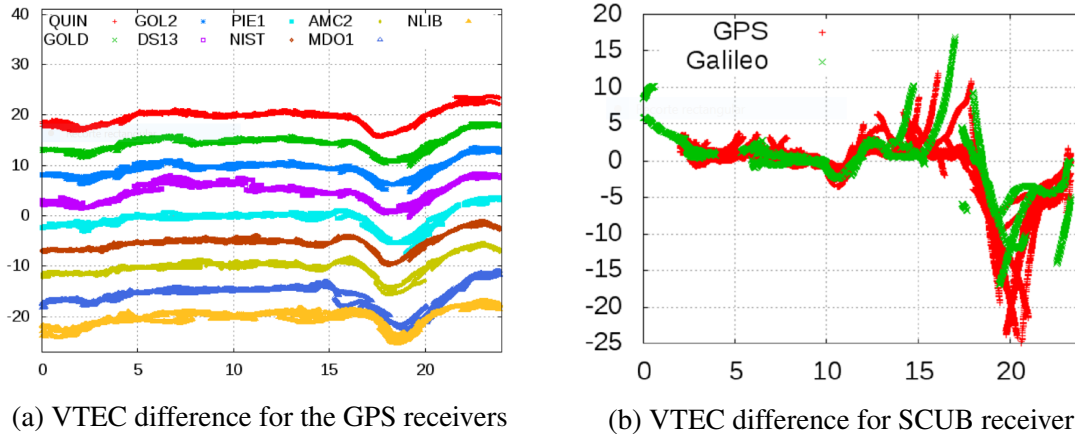 QUIN GOL2 PIE1 AMC2 NLIB
GOLD DS13 NIST MDO1
40
30
20
10
0
-10
-20
0 5 10 15 20
(a) VTEC difference for the GPS receivers
GPS
Galileo
20
15
10
5
0
-5
-10
-15
-20
-25
0 5 10 15 20
(b) VTEC difference for SCUB receiver